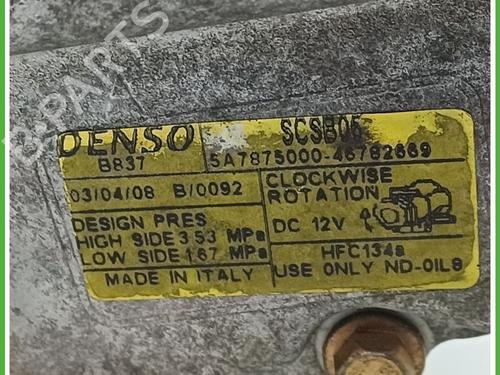 B-PARTS
DENSO
SCSB06
B837
5A7875000-46782669
03/04/08 B/0092
CLOCKWISE
ROTATION
DESIGN PRES
HIGH SIDE 3.53 MPa
LOW SIDE 1.67 MPa
DC 12V
HFC134a
MADE IN ITALY
USE ONLY ND-OIL8